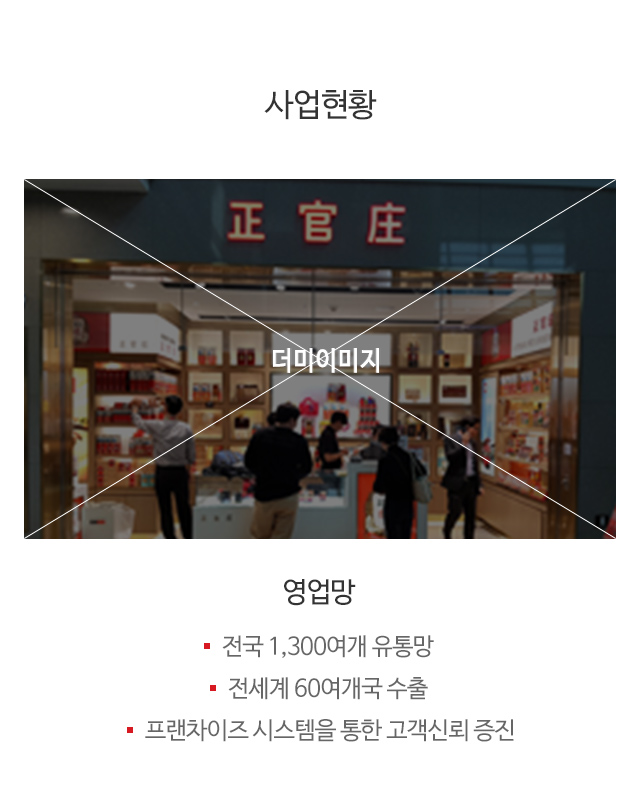 사업현황
正官庄
더미이미지
영업망
전국 1,300여개 유통망
전세계 60여개국 수출
프랜차이즈 시스템을 통한 고객신뢰 증진